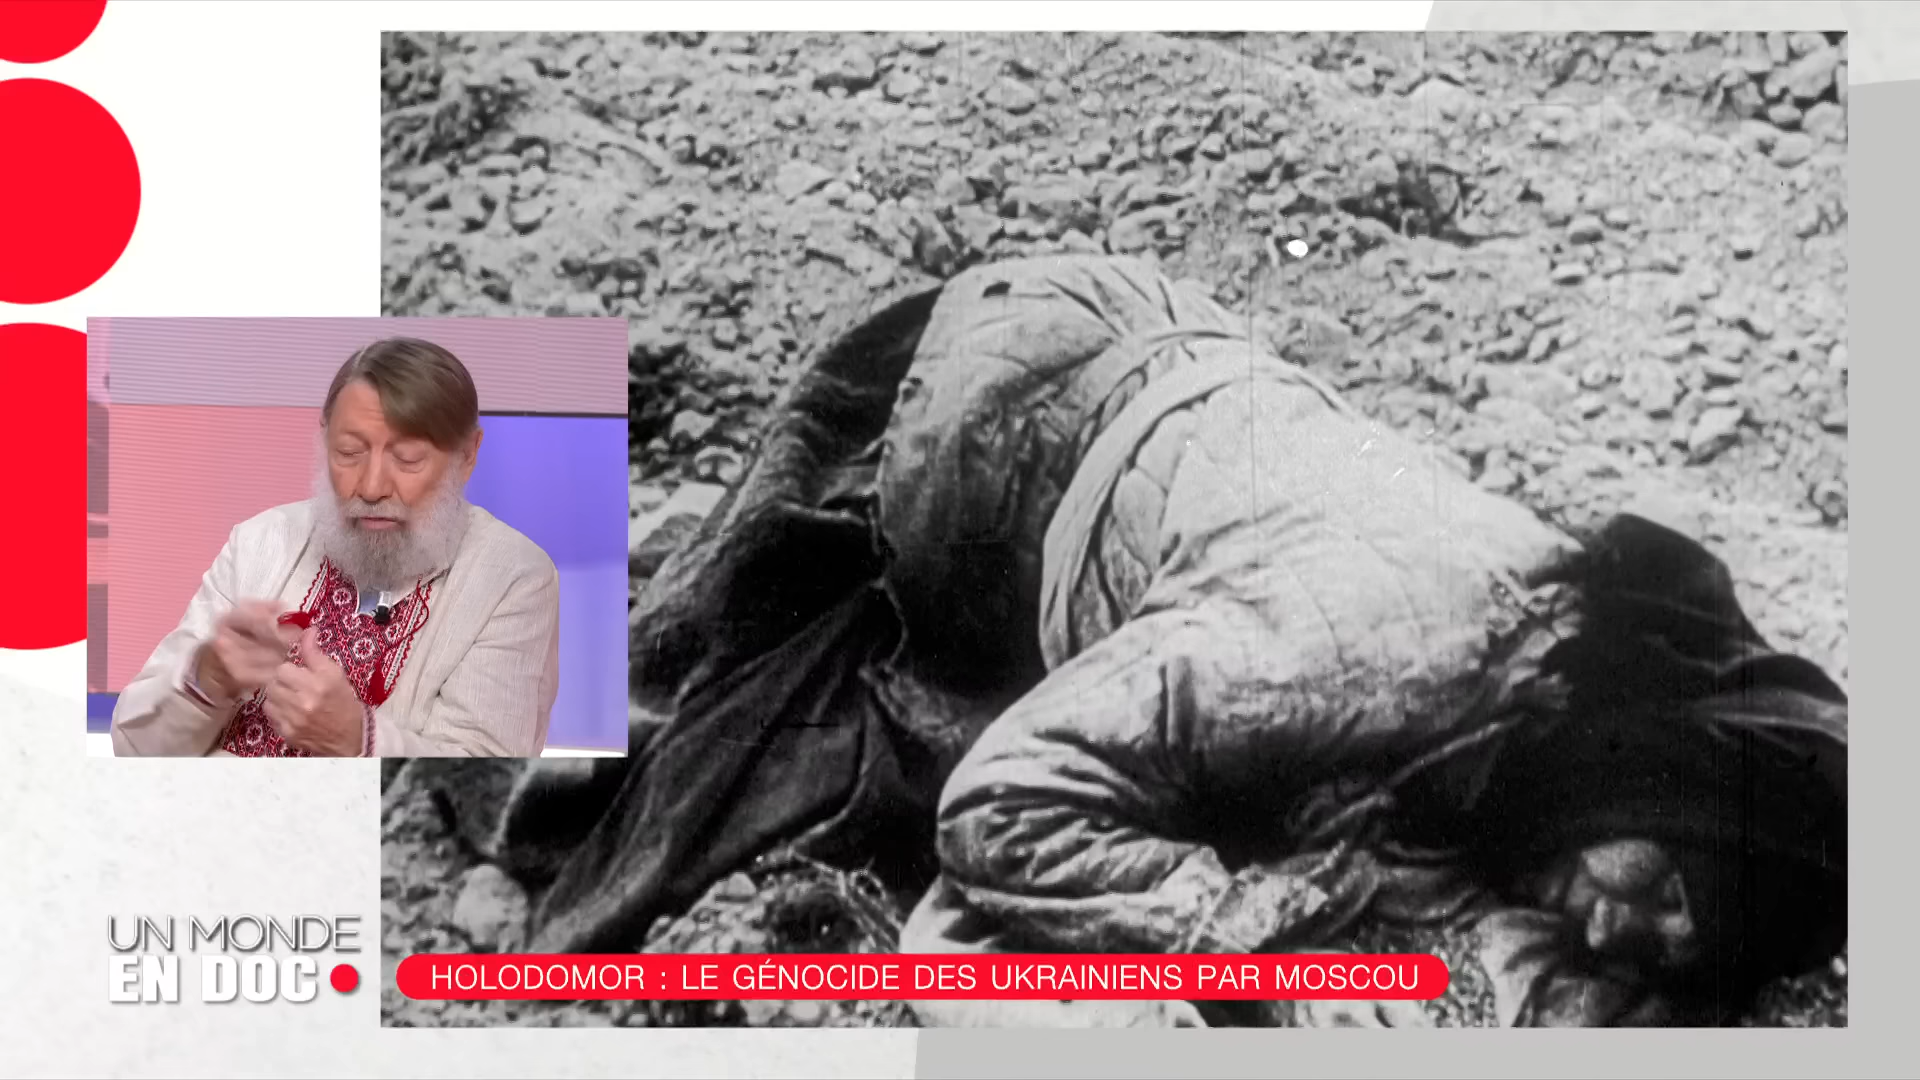 UN MONDE
EN DOC
HOLODOMOR : LE GÉNOCIDE DES UKRAINIENS PAR MOSCOU